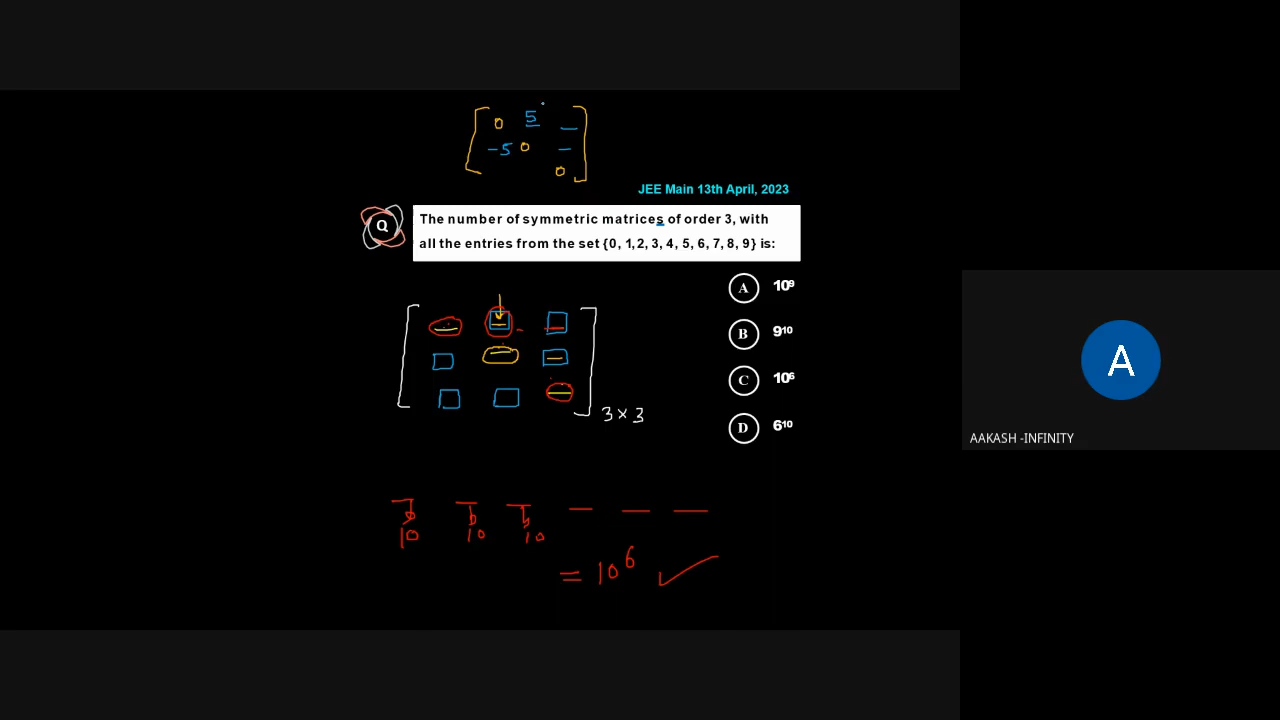 0 5 _
-5 0 _
0
JEE Main 13th April, 2023
Q
The number of symmetric matrices of order 3, with
all the entries from the set {0, 1, 2, 3, 4, 5, 6, 7, 8, 9} is:
A 10⁹
B 9¹⁰
C 10⁶
D 6¹⁰
3 × 3
A
AAKASH -INFINITY
10 10 10
= 10⁶ ✓